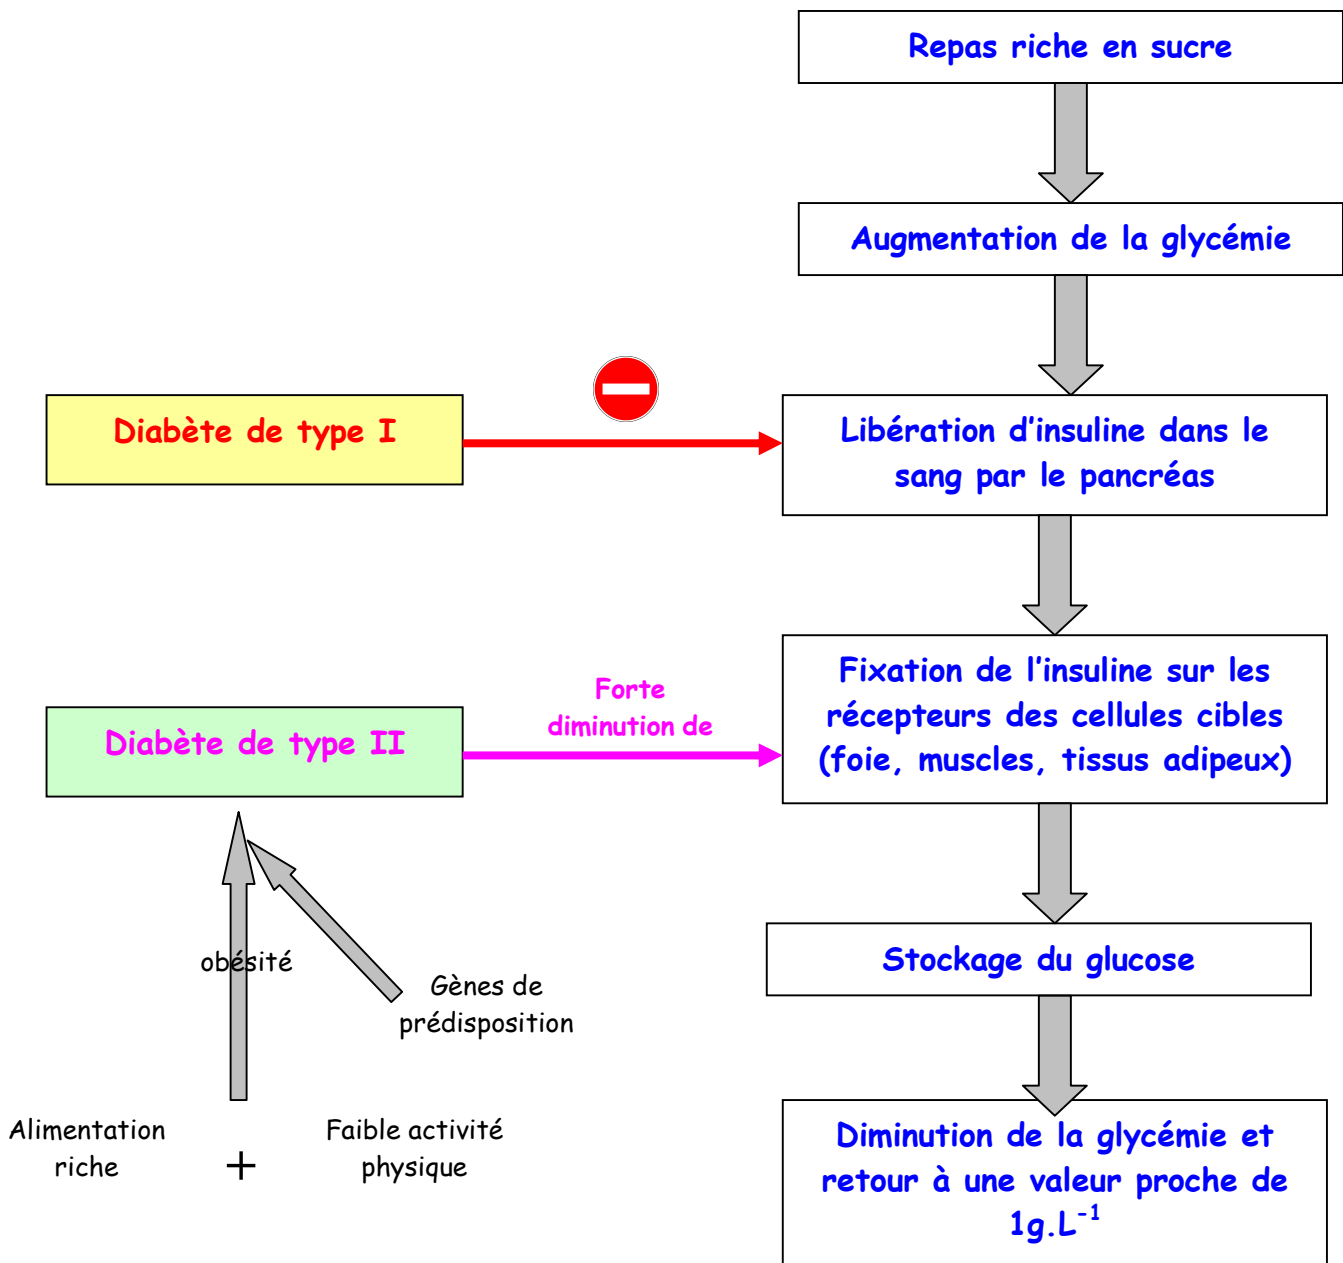 Repas riche en sucre
Augmentation de la glycémie
Diabète de type I
Libération d'insuline dans le
sang par le pancréas
Forte
diminution de
Diabète de type II
Fixation de l'insuline sur les
récepteurs des cellules cibles
(foie, muscles, tissus adipeux)
obésité
Gènes de
prédisposition
Stockage du glucose
Alimentation
riche
+
Faible activité
physique
Diminution de la glycémie et
retour à une valeur proche de
1g.L⁻¹